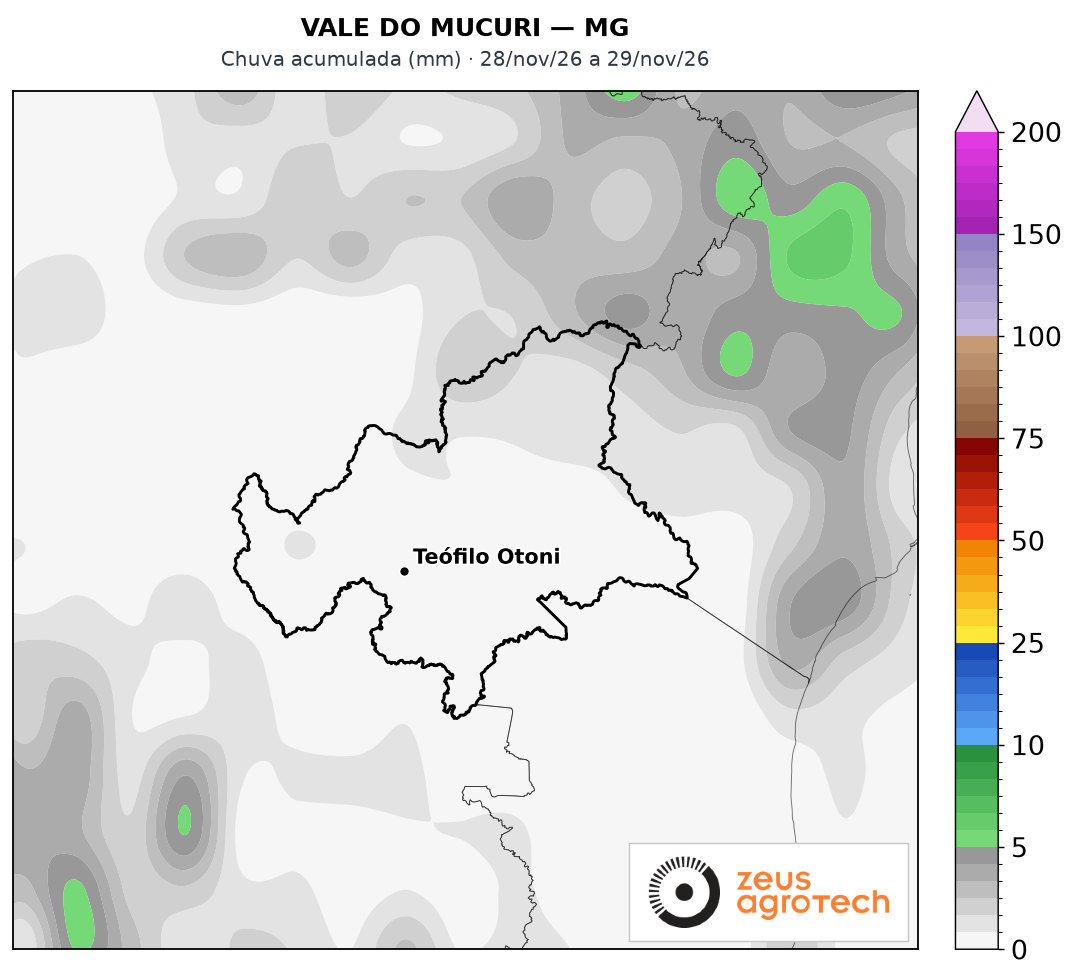 VALE DO MUCURI — MG
Chuva acumulada (mm) · 28/nov/26 a 29/nov/26
200
150
100
75
50
25
10
5
0
Teófilo Otoni
zeus
agrotech